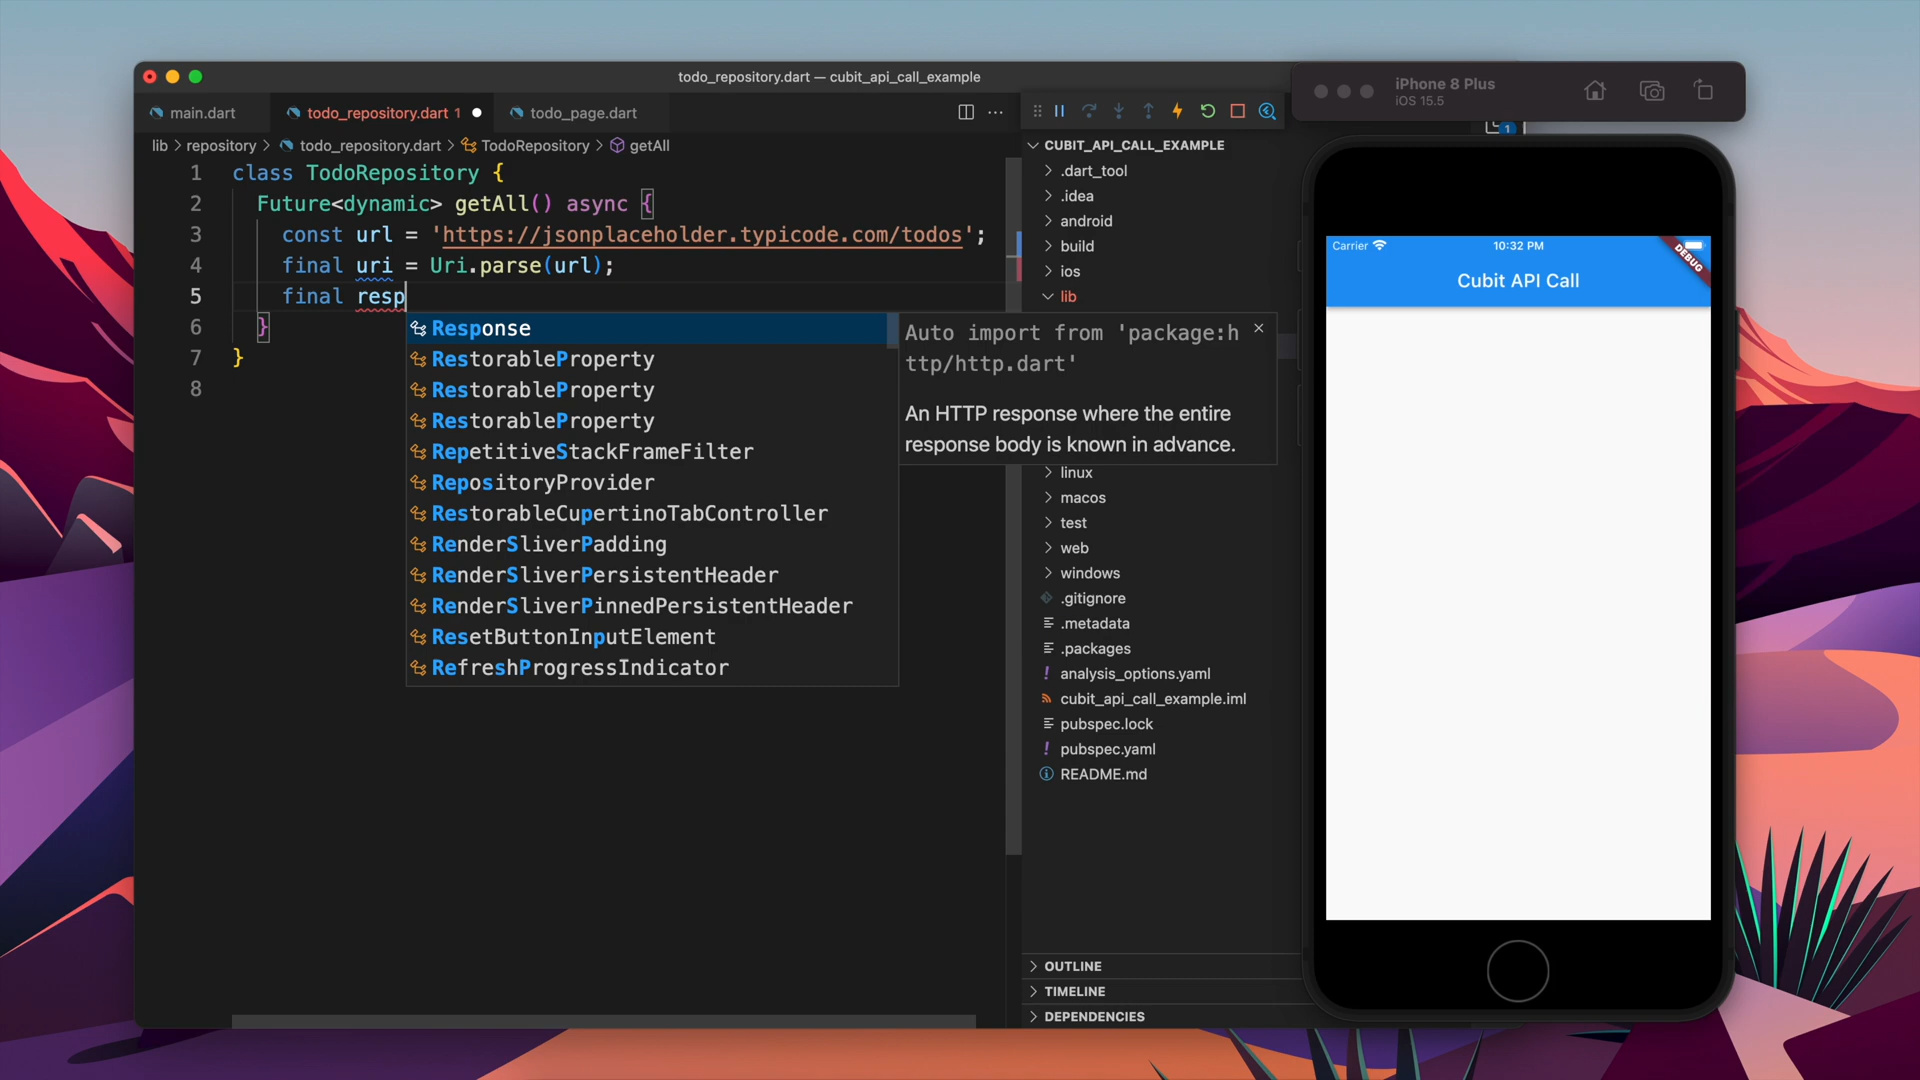 todo_repository.dart — cubit_api_call_example
main.dart
todo_repository.dart 1
todo_page.dart
lib > repository > todo_repository.dart > TodoRepository > getAll
1 class TodoRepository {
2 Future<dynamic> getAll() async {
3 const url = 'https://jsonplaceholder.typicode.com/todos';
4 final uri = Uri.parse(url);
5 final resp
6 }
7 }
8
Response
RestorableProperty
RestorableProperty
RestorableProperty
RepetitiveStackFrameFilter
RepositoryProvider
RestorableCupertinoTabController
RenderSliverPadding
RenderSliverPersistentHeader
RenderSliverPinnedPersistentHeader
ResetButtonInputElement
RefreshProgressIndicator
Auto import from 'package:h
ttp/http.dart'
An HTTP response where the entire
response body is known in advance.
CUBIT_API_CALL_EXAMPLE
.dart_tool
.idea
android
build
ios
lib
linux
macos
test
web
windows
.gitignore
.metadata
.packages
analysis_options.yaml
cubit_api_call_example.iml
pubspec.lock
pubspec.yaml
README.md
OUTLINE
TIMELINE
DEPENDENCIES
iPhone 8 Plus
iOS 15.5
1
Carrier
10:32 PM
DEBUG
Cubit API Call